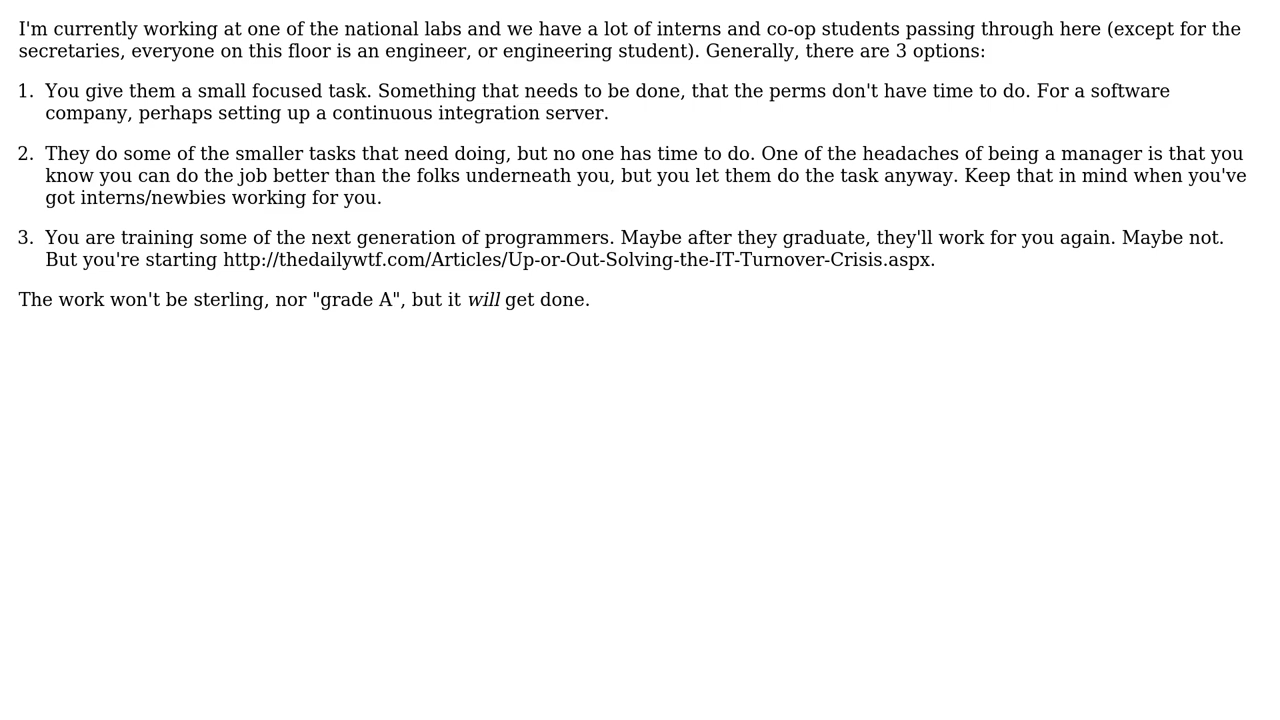 I'm currently working at one of the national labs and we have a lot of interns and co-op students passing through here (except for the
secretaries, everyone on this floor is an engineer, or engineering student). Generally, there are 3 options:
1. You give them a small focused task. Something that needs to be done, that the perms don't have time to do. For a software
company, perhaps setting up a continuous integration server.
2. They do some of the smaller tasks that need doing, but no one has time to do. One of the headaches of being a manager is that you
know you can do the job better than the folks underneath you, but you let them do the task anyway. Keep that in mind when you've
got interns/newbies working for you.
3. You are training some of the next generation of programmers. Maybe after they graduate, they'll work for you again. Maybe not.
But you're starting http://thedailywtf.com/Articles/Up-or-Out-Solving-the-IT-Turnover-Crisis.aspx.
The work won't be sterling, nor "grade A", but it will get done.